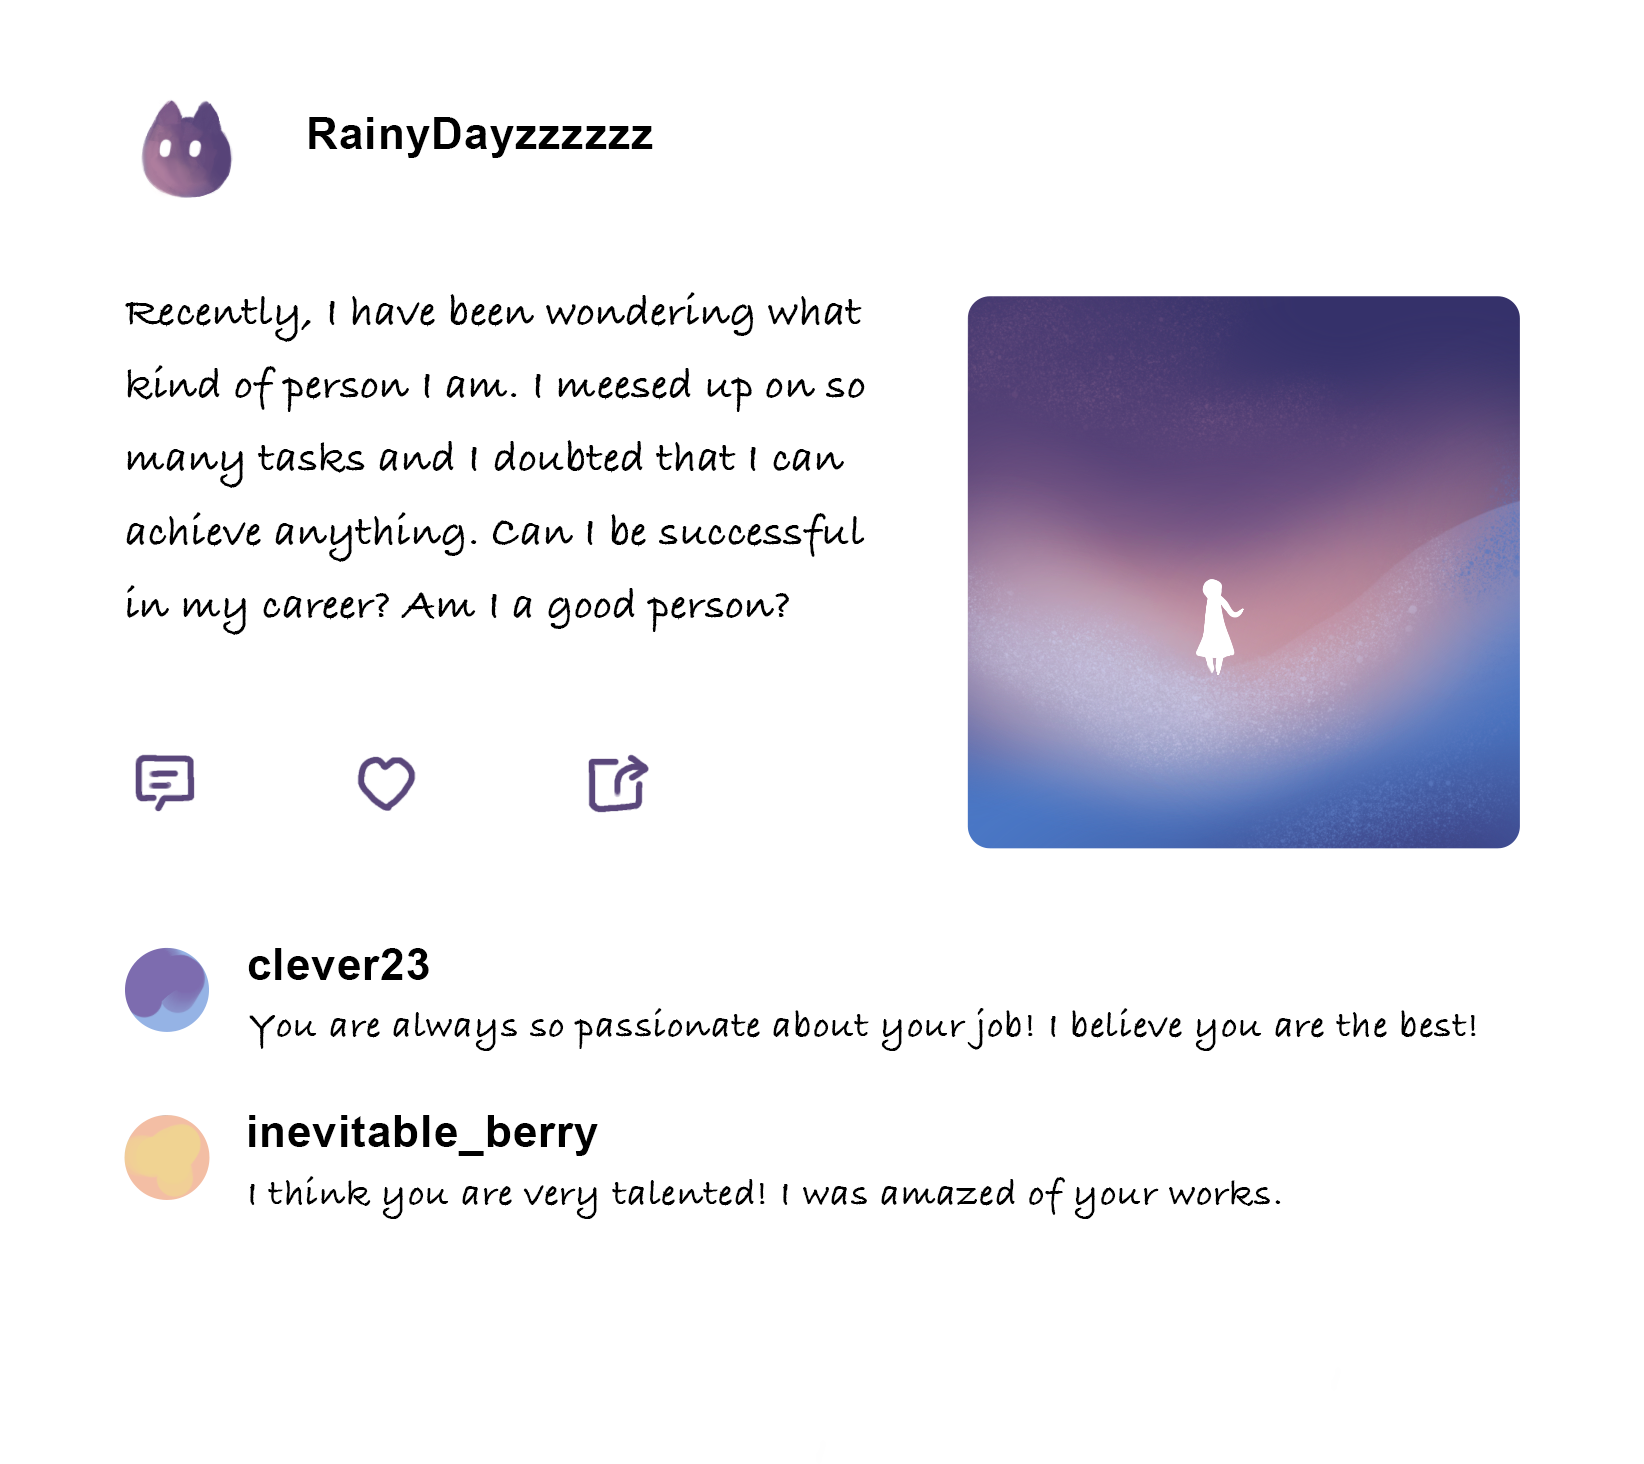 RainyDayzzzzzz
Recently, I have been wondering what
kind of person I am. I meesed up on so
many tasks and I doubted that I can
achieve anything. Can I be successful
in my career? Am I a good person?
clever23
You are always so passionate about your job! I believe you are the best!
inevitable_berry
I think you are very talented! I was amazed of your works.